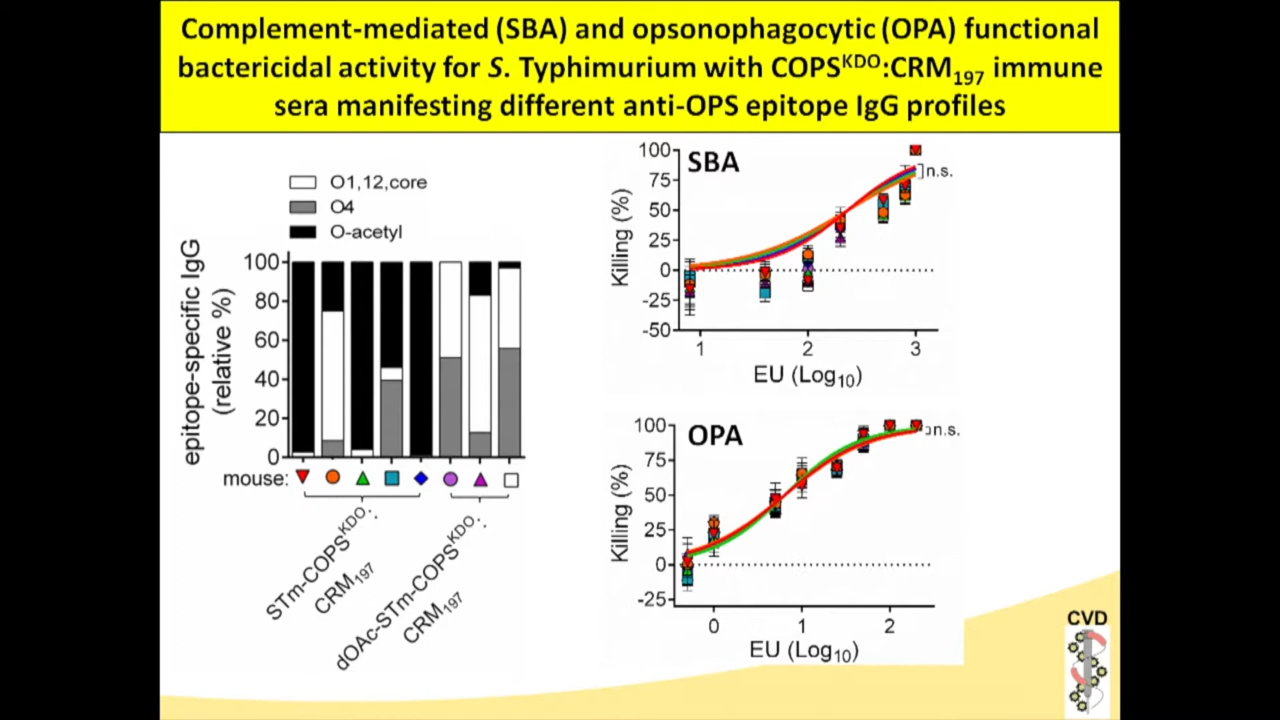 Complement-mediated (SBA) and opsonophagocytic (OPA) functional
bactericidal activity for S. Typhimurium with COPSᴷᴰᴼ:CRM₁₉₇ immune
sera manifesting different anti-OPS epitope IgG profiles
O1,12,core
O4
O-acetyl
epitope-specific IgG
(relative %)
100
80
60
40
20
0
mouse:
STm-COPSᴷᴰᴼ:
CRM₁₉₇
dOAc-STm-COPSᴷᴰᴼ:
CRM₁₉₇
SBA
Killing (%)
100
75
50
25
0
-25
-50
n.s.
1 2 3
EU (Log₁₀)
OPA
Killing (%)
100
75
50
25
0
-25
n.s.
0 1 2
EU (Log₁₀)
CVD